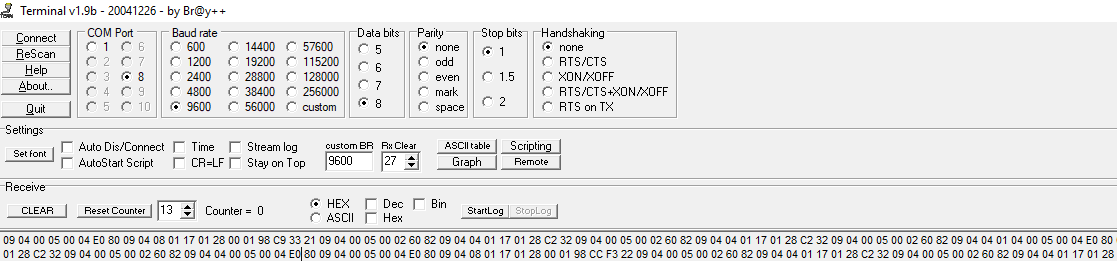 Terminal v1.9b - 20041226 - by Br@y++
Connect
ReScan
Help
About..
Quit
COM Port
1 6
2 7
3 8
4 9
5 10
Baud rate
600 14400 57600
1200 19200 115200
2400 28800 128000
4800 38400 256000
9600 56000 custom
Data bits
5
6
7
8
Parity
none
odd
even
mark
space
Stop bits
1
1.5
2
Handshaking
none
RTS/CTS
XON/XOFF
RTS/CTS+XON/XOFF
RTS on TX
Settings
Set font
Auto Dis/Connect Time Stream log
AutoStart Script CR=LF Stay on Top
custom BR Rx Clear
9600 27
ASCII table Scripting
Graph Remote
Receive
CLEAR Reset Counter 13 Counter = 0
HEX Dec Bin
ASCII Hex
StartLog StopLog
09 04 00 05 00 04 E0 80 09 04 08 01 17 01 28 00 01 98 C9 33 21 09 04 00 05 00 02 60 82 09 04 04 01 17 01 28 C2 32 09 04 00 05 00 02 60 82 09 04 04 01 17 01 28 C2 32 09 04 00 05 00 02 60 82 09 04 04 01 17 01 28 C2 32 09 04 00 05 00 04 E0 80
01 28 C2 32 09 04 00 05 00 02 60 82 09 04 04 00 05 00 04 E0 80 09 04 00 05 00 02 60 82 09 04 08 01 17 01 28 00 01 98 CC F3 22 09 04 00 05 00 02 60 82 09 04 04 01 17 01 28 C2 32 09 04 00 05 00 02 60 82 09 04 04 00 17 01 28